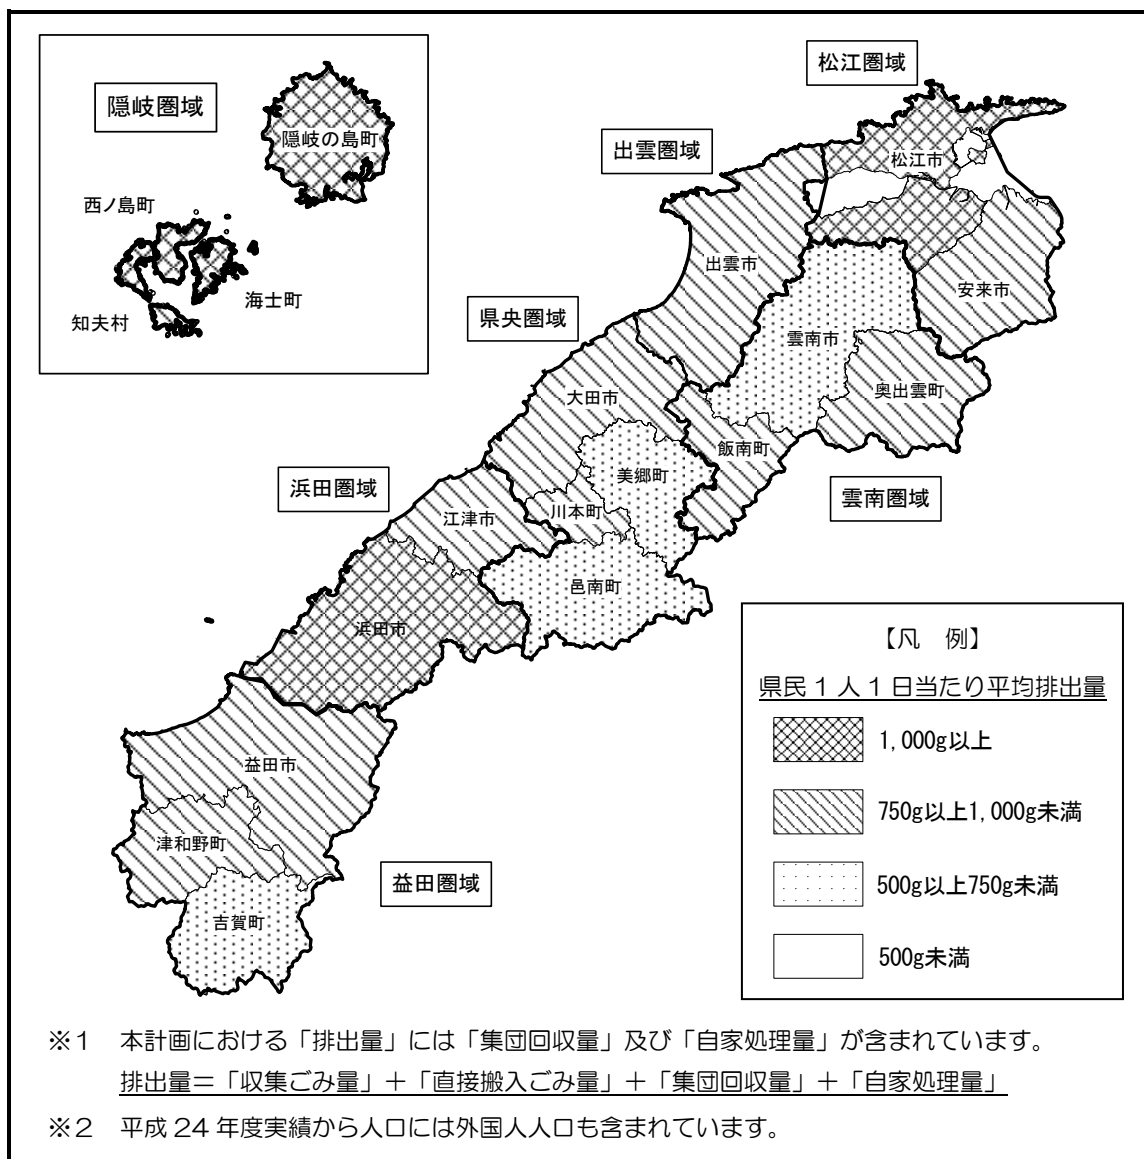 隠岐圏域
隠岐の島町
西ノ島町
海士町
知夫村
松江圏域
松江市
安来市
出雲圏域
出雲市
県央圏域
大田市
美郷町
川本町
邑南町
雲南市
奥出雲町
飯南町
雲南圏域
浜田圏域
江津市
浜田市
益田市
津和野町
吉賀町
益田圏域
【凡 例】
県民1人1日当たり平均排出量
1,000g以上
750g以上1,000g未満
500g以上750g未満
500g未満
※1 本計画における「排出量」には「集団回収量」及び「自家処理量」が含まれています。
排出量=「収集ごみ量」+「直接搬入ごみ量」+「集団回収量」+「自家処理量」
※2 平成24年度実績から人口には外国人人口も含まれています。